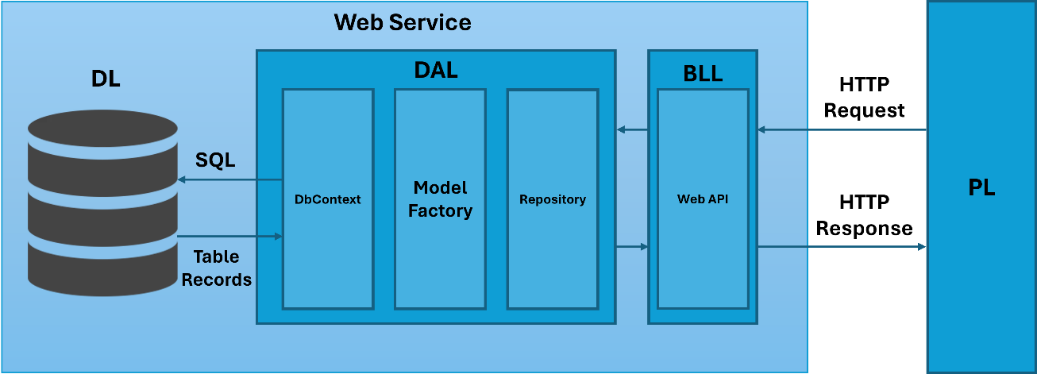 Web Service
DL
DAL
BLL
HTTP
Request
PL
SQL
DbContext
Model
Factory
Repository
Web API
HTTP
Response
Table
Records